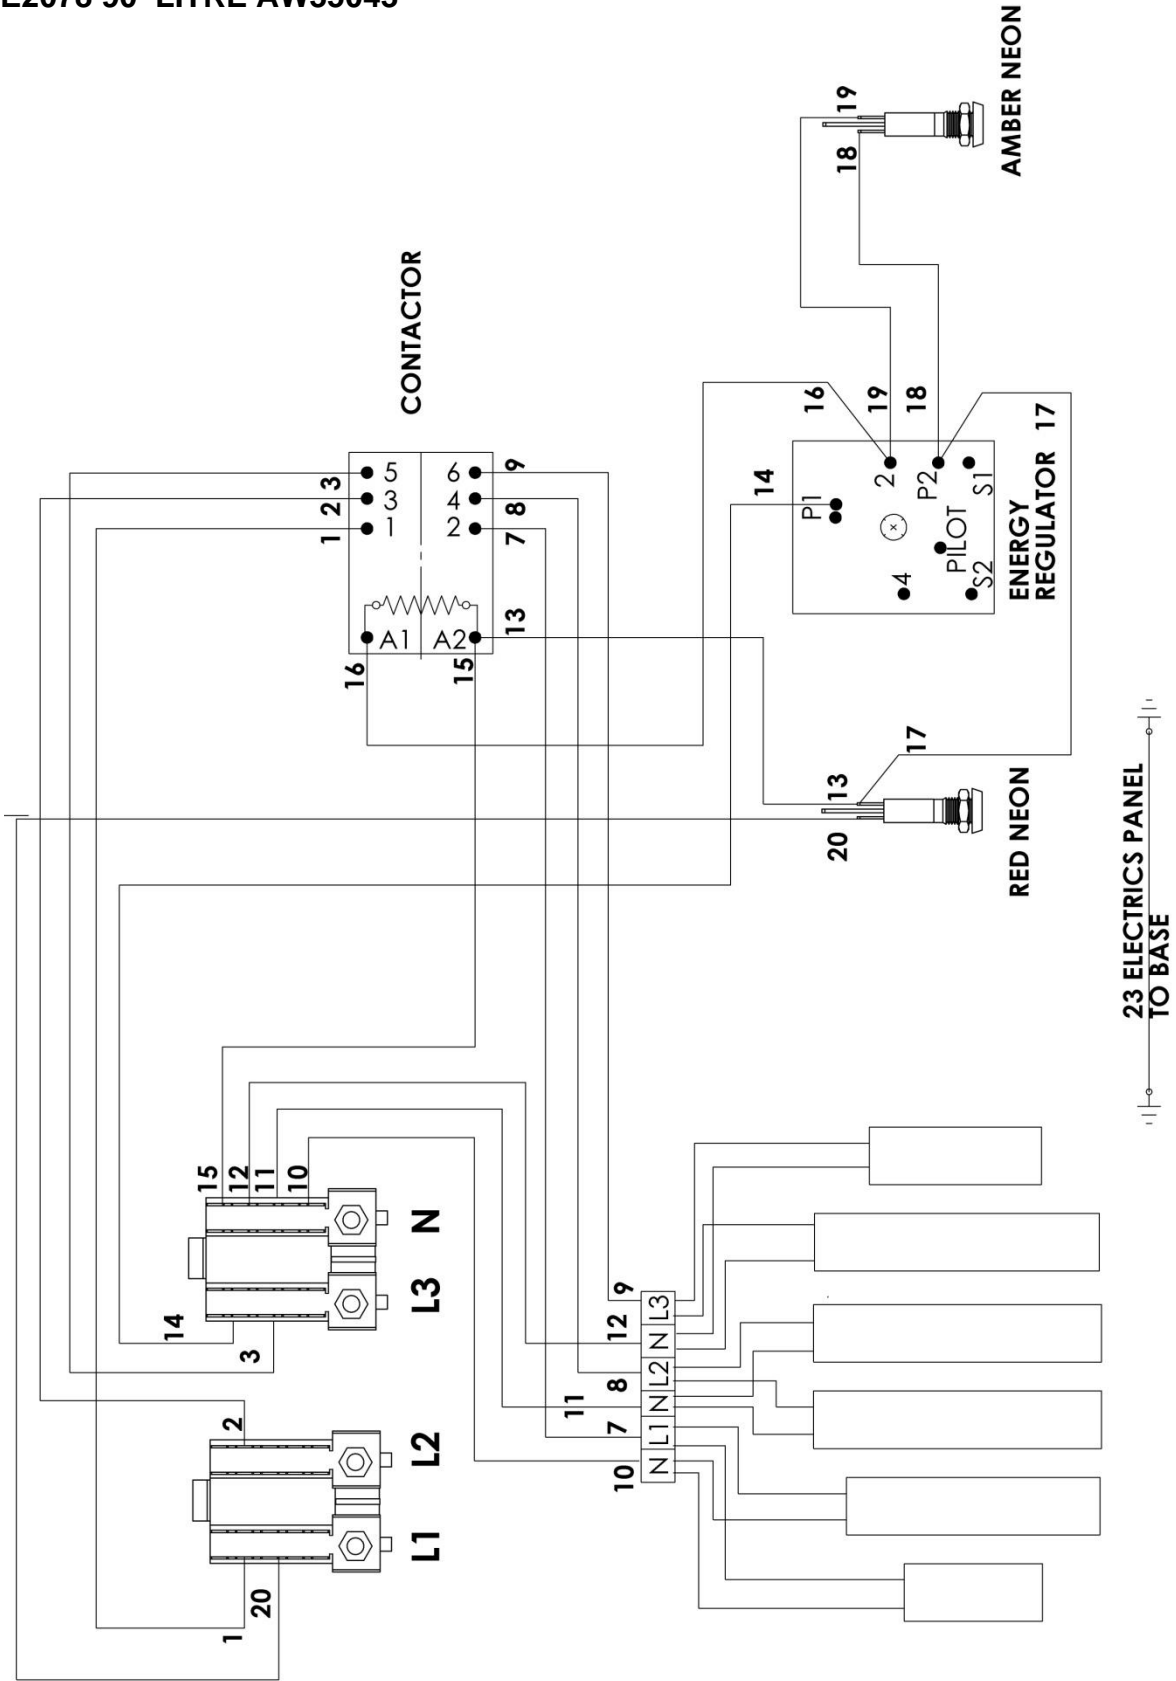 E2078 90 LITRE AW35043
AMBER NEON
19
18
CONTACTOR
3
2
1
5
3
1
6
4
2
9
8
7
A1
A2
16
15
13
16
19
18
14
P1
2
P2
S1
PILOT
4
S2
ENERGY
REGULATOR 17
17
13
20
RED NEON
23 ELECTRICS PANEL
TO BASE
15
12
11
10
14
3
N
L3
2
L2
L1
20
1
9
12
8
11
7
10
L3
N
L2
N
L1
N